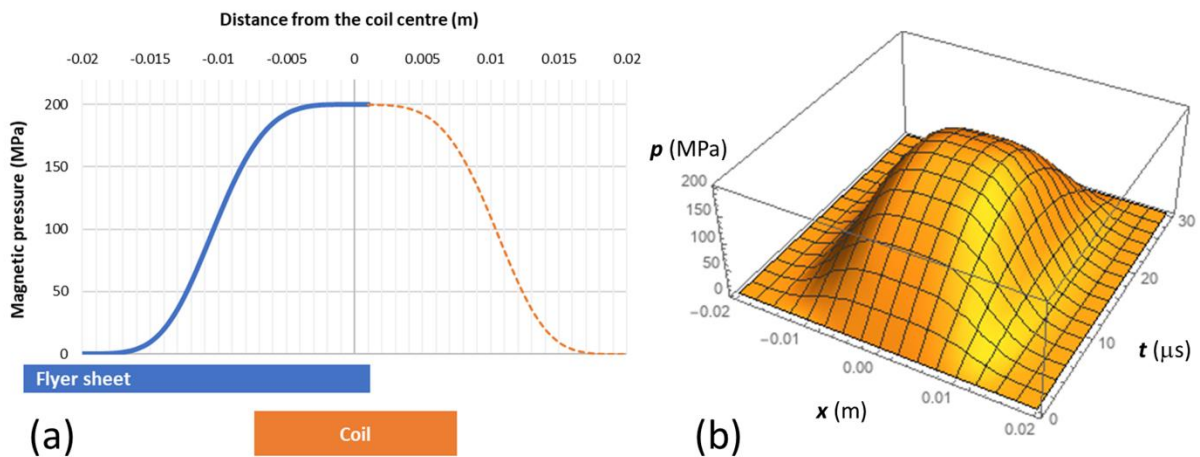 Distance from the coil centre (m)
-0.02 -0.015 -0.01 -0.005 0 0.005 0.01 0.015 0.02
Magnetic pressure (MPa)
200
150
100
50
0
Flyer sheet
Coil
(a)
p (MPa)
200
150
100
50
0
−0.02
−0.01
0.00
0.01
0.02
x (m)
0
10
20
30
t (μs)
(b)